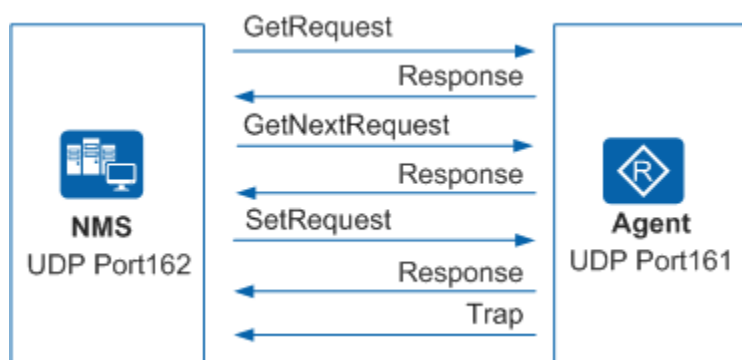 GetRequest
Response
GetNextRequest
Response
NMS
UDP Port162
SetRequest
R
Agent
UDP Port161
Response
Trap